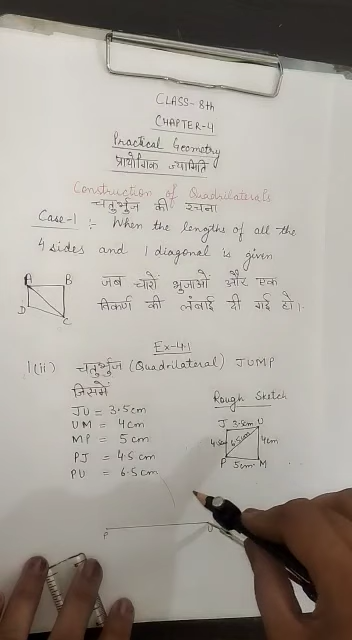 CLASS-8th
CHAPTER-4
Practical Geometry
प्रायोगिक ज्यामिति
Construction of Quadrilaterals
चतुर्भुज की रचना
Case-1 :- When the lengths of all the
4 sides and 1 diagonal is given
A B
D C
जब चारों भुजाओं और एक
विकर्ण की लंबाई दी गई हो।
Ex-4.1
1(ii) चतुर्भुज (Quadrilateral) JUMP
जिसमें
JU = 3.5cm
UM = 4cm
MP = 5cm
PJ = 4.5cm
PU = 6.5cm
Rough Sketch
J 3.5cm U
4.5cm 6.5cm 4cm
P 5cm M
P U